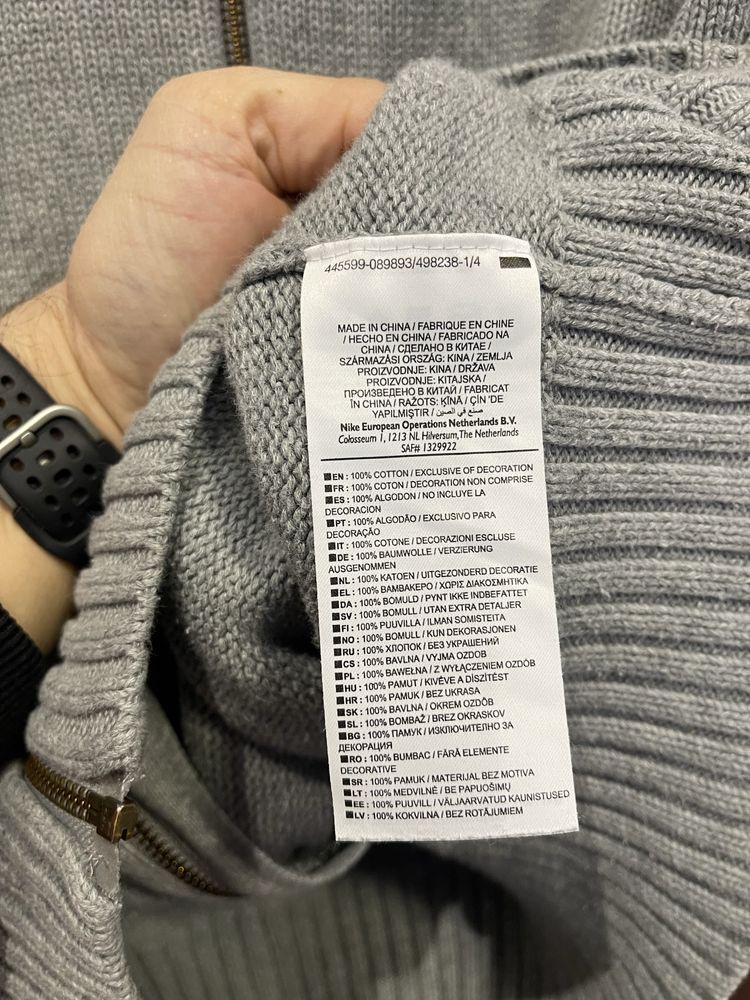 445599-089893/498238-1/4
MADE IN CHINA / FABRIQUE EN CHINE
/ HECHO EN CHINA / FABRICADO NA
CHINA / СДЕЛАНО В КИТАЕ /
SZÁRMAZÁSI ORSZÁG: KINA / ZEMLJA
PROIZVODNJE: KINA / DRŽAVA
PROIZVODNJE: KITAJSKA /
ПРОИЗВЕДЕНО В КИТАЙ / FABRICAT
ÎN CHINA / RAŽOTS: ĶĪNĀ / ÇİN 'DE
YAPILMIŞTIR / صنع في الصين
Nike European Operations Netherlands B.V.
Colosseum 1, 1213 NL Hilversum, The Netherlands
SAF# 1329922
EN : 100% COTTON / EXCLUSIVE OF DECORATION
FR : 100% COTON / DECORATION NON COMPRISE
ES : 100% ALGODON / NO INCLUYE LA
DECORACION
PT : 100% ALGODÃO / EXCLUSIVO PARA
DECORAÇÃO
IT : 100% COTONE / DECORAZIONI ESCLUSE
DE : 100% BAUMWOLLE / VERZIERUNG
AUSGENOMMEN
NL : 100% KATOEN / UITGEZONDERD DECORATIE
EL : 100% ΒΑΜΒΑΚΕΡΟ / ΧΩΡΙΣ ΔΙΑΚΟΣΜΗΤΙΚΑ
DA : 100% BOMULD / PYNT IKKE INDBEFATTET
SV : 100% BOMULL / UTAN EXTRA DETALJER
FI : 100% PUUVILLA / ILMAN SOMISTEITA
NO : 100% BOMULL / KUN DEKORASJONEN
RU : 100% ХЛОПОК / БЕЗ УКРАШЕНИЙ
CS : 100% BAVLNA / VYJMA OZDOB
PL : 100% BAWEŁNA / Z WYŁĄCZENIEM OZDÓB
HU : 100% PAMUT / KIVÉVE A DÍSZÍTÉST
HR : 100% PAMUK / BEZ UKRASA
SK : 100% BAVLNA / OKREM OZDÔB
SL : 100% BOMBAŽ / BREZ OKRASKOV
BG : 100% ПАМУК / ИЗКЛЮЧИТЕЛНО ЗА
ДЕКОРАЦИЯ
RO : 100% BUMBAC / FĂRĂ ELEMENTE
DECORATIVE
SR : 100% PAMUK / MATERIJAL BEZ MOTIVA
LT : 100% MEDVILNĖ / BE PAPUOŠIMŲ
EE : 100% PUUVILL / VÄLJAARVATUD KAUNISTUSED
LV : 100% KOKVILNA / BEZ ROTĀJUMIEM